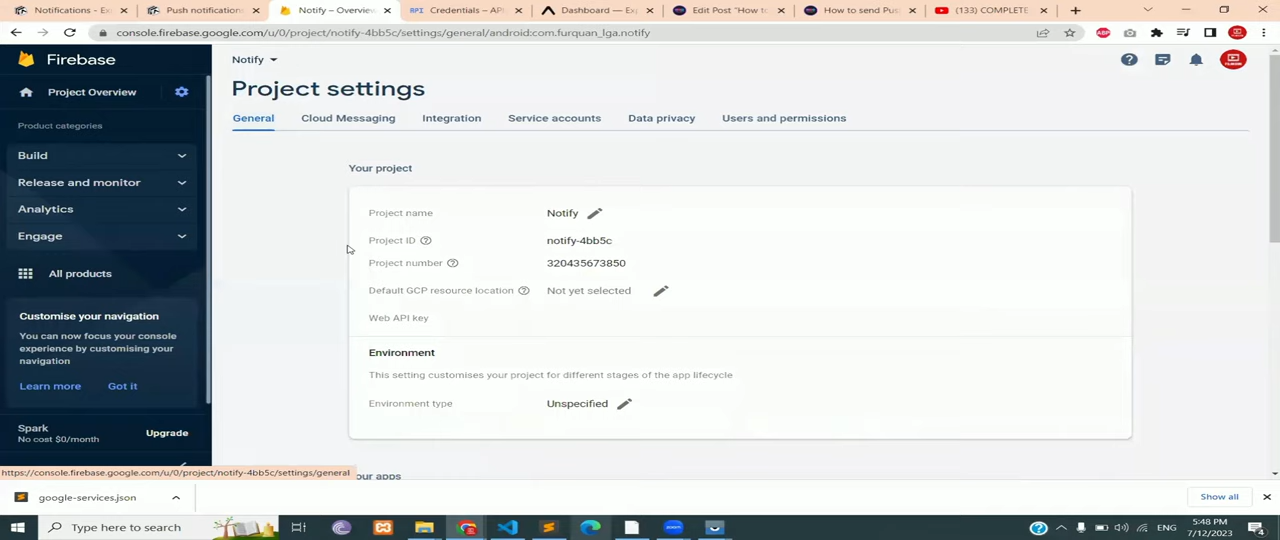 Notifications - Ex
Push notification
Notify – Overview
API Credentials – APIs
Dashboard — Exp
Edit Post "How to
How to send Pus
(133) COMPLETE
console.firebase.google.com/u/0/project/notify-4bb5c/settings/general/android:com.furquan_lga.notify
ABP
Firebase
Project Overview
Product categories
Build
Release and monitor
Analytics
Engage
All products
Customise your navigation
You can now focus your console
experience by customising your
navigation
Learn more
Got it
Spark
No cost $0/month
Upgrade
Notify
Project settings
General
Cloud Messaging
Integration
Service accounts
Data privacy
Users and permissions
Your project
Project name
Notify
Project ID
notify-4bb5c
Project number
320435673850
Default GCP resource location
Not yet selected
Web API key
Environment
This setting customises your project for different stages of the app lifecycle
Environment type
Unspecified
our apps
https://console.firebase.google.com/u/0/project/notify-4bb5c/settings/general
google-services.json
Show all
Type here to search
zoom
ENG
5:48 PM
7/12/2023
4